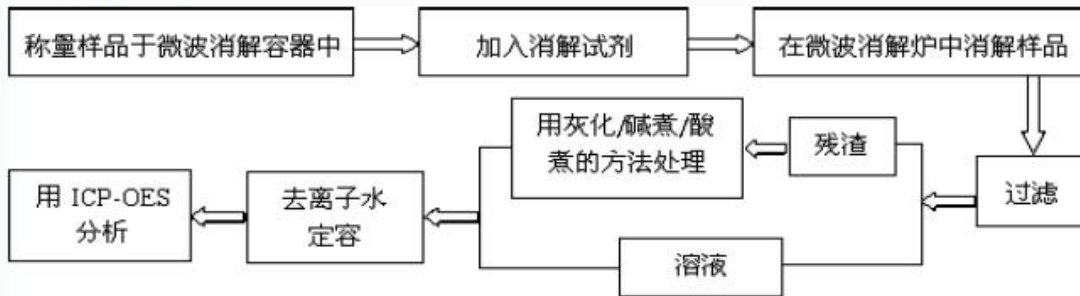 称量样品于微波消解容器中
加入消解试剂
在微波消解炉中消解样品
过滤
残渣
用灰化/碱煮/酸
煮的方法处理
溶液
去离子水
定容
用 ICP-OES
分析